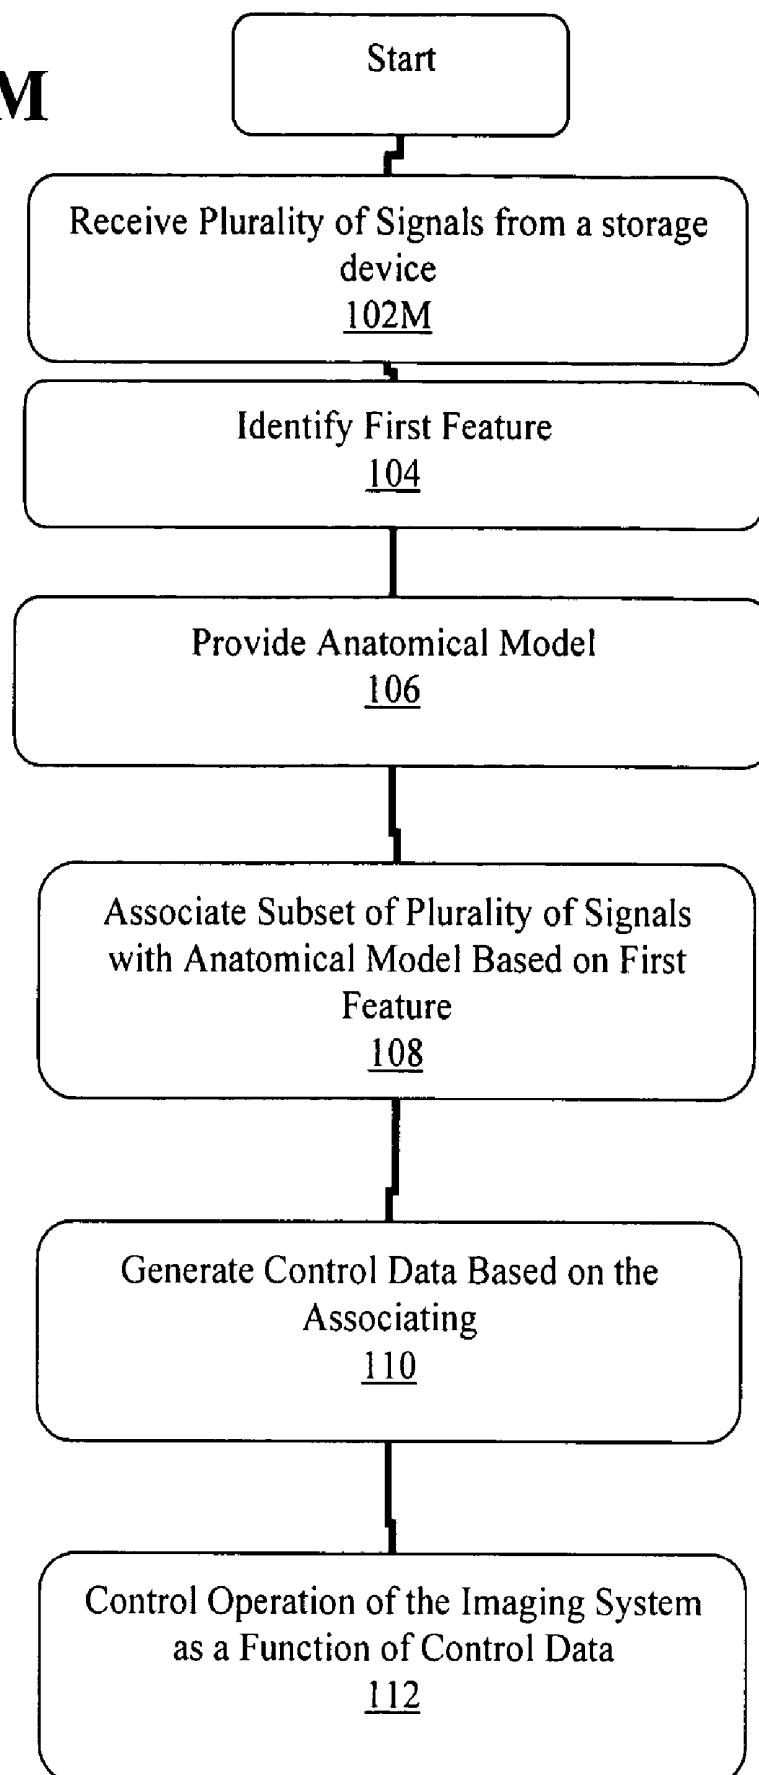 M
Start
Receive Plurality of Signals from a storage
device
102M
Identify First Feature
104
Provide Anatomical Model
106
Associate Subset of Plurality of Signals
with Anatomical Model Based on First
Feature
108
Generate Control Data Based on the
Associating
110
Control Operation of the Imaging System
as a Function of Control Data
112